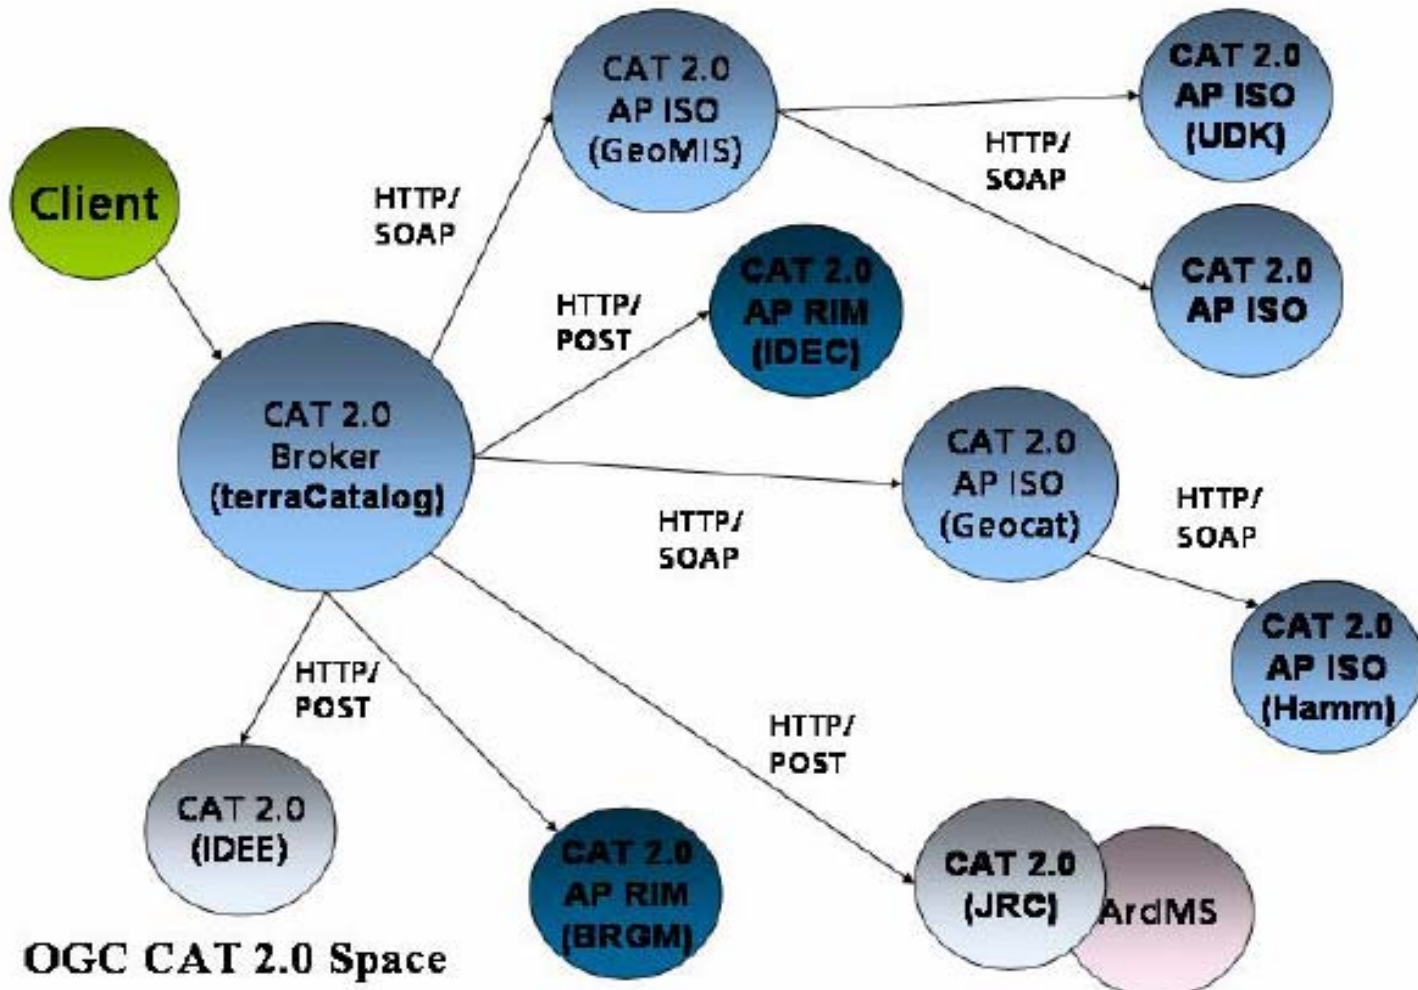 CAT 2.0
AP ISO
(GeoMIS)
CAT 2.0
AP ISO
(UDK)
HTTP/
SOAP
Client
HTTP/
SOAP
CAT 2.0
AP ISO
CAT 2.0
AP RIM
(IDEC)
HTTP/
POST
CAT 2.0
Broker
(terraCatalog)
CAT 2.0
AP ISO
(Geocat)
HTTP/
SOAP
HTTP/
SOAP
CAT 2.0
AP ISO
(Hamm)
HTTP/
POST
HTTP/
POST
CAT 2.0
(IDEE)
CAT 2.0
AP RIM
(BRGM)
CAT 2.0
(JRC)
ArcIMS
OGC CAT 2.0 Space